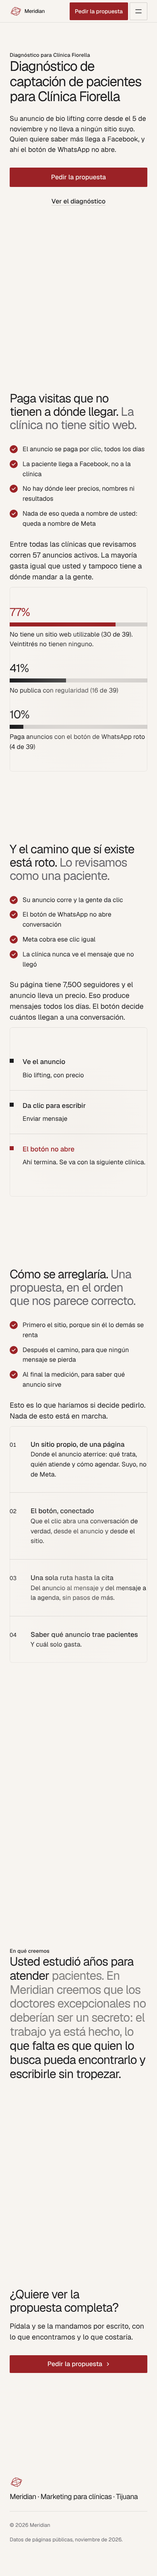 Meridian
Pedir la propuesta
Diagnóstico para Clínica Fiorella
Diagnóstico de
captación de pacientes
para Clínica Fiorella
Su anuncio de bio lifting corre desde el 5 de
noviembre y no lleva a ningún sitio suyo.
Quien quiere saber más llega a Facebook, y
ahí el botón de WhatsApp no abre.
Pedir la propuesta
Ver el diagnóstico
Paga visitas que no
tienen a dónde llegar. La
clínica no tiene sitio web.
El anuncio se paga por clic, todos los días
La paciente llega a Facebook, no a la
clínica
No hay dónde leer precios, nombres ni
resultados
Nada de eso queda a nombre de usted:
queda a nombre de Meta
Entre todas las clínicas que revisamos
corren 57 anuncios activos. La mayoría
gasta igual que usted y tampoco tiene a
dónde mandar a la gente.
77%
No tiene un sitio web utilizable (30 de 39).
Veintitrés no tienen ninguno.
41%
No publica con regularidad (16 de 39)
10%
Paga anuncios con el botón de WhatsApp roto
(4 de 39)
Y el camino que sí existe
está roto. Lo revisamos
como una paciente.
Su anuncio corre y la gente da clic
El botón de WhatsApp no abre
conversación
Meta cobra ese clic igual
La clínica nunca ve el mensaje que no
llegó
Su página tiene 7,500 seguidores y el
anuncio lleva un precio. Eso produce
mensajes todos los días. El botón decide
cuántos llegan a una conversación.
Ve el anuncio
Bio lifting, con precio
Da clic para escribir
Enviar mensaje
El botón no abre
Ahí termina. Se va con la siguiente clínica.
Cómo se arreglaría. Una
propuesta, en el orden
que nos parece correcto.
Primero el sitio, porque sin él lo demás se
renta
Después el camino, para que ningún
mensaje se pierda
Al final la medición, para saber qué
anuncio sirve
Esto es lo que haríamos si decide pedirlo.
Nada de esto está en marcha.
01
Un sitio propio, de una página
Donde el anuncio aterrice: qué trata,
quién atiende y cómo agendar. Suyo, no
de Meta.
02
El botón, conectado
Que el clic abra una conversación de
verdad, desde el anuncio y desde el
sitio.
03
Una sola ruta hasta la cita
Del anuncio al mensaje y del mensaje a
la agenda, sin pasos de más.
04
Saber qué anuncio trae pacientes
Y cuál solo gasta.
En qué creemos
Usted estudió años para
atender pacientes. En
Meridian creemos que los
doctores excepcionales no
deberían ser un secreto: el
trabajo ya está hecho, lo
que falta es que quien lo
busca pueda encontrarlo y
escribirle sin tropezar.
¿Quiere ver la
propuesta completa?
Pídala y se la mandamos por escrito, con
lo que encontramos y lo que costaría.
Pedir la propuesta
Meridian · Marketing para clínicas · Tijuana
© 2026 Meridian
Datos de páginas públicas, noviembre de 2026.